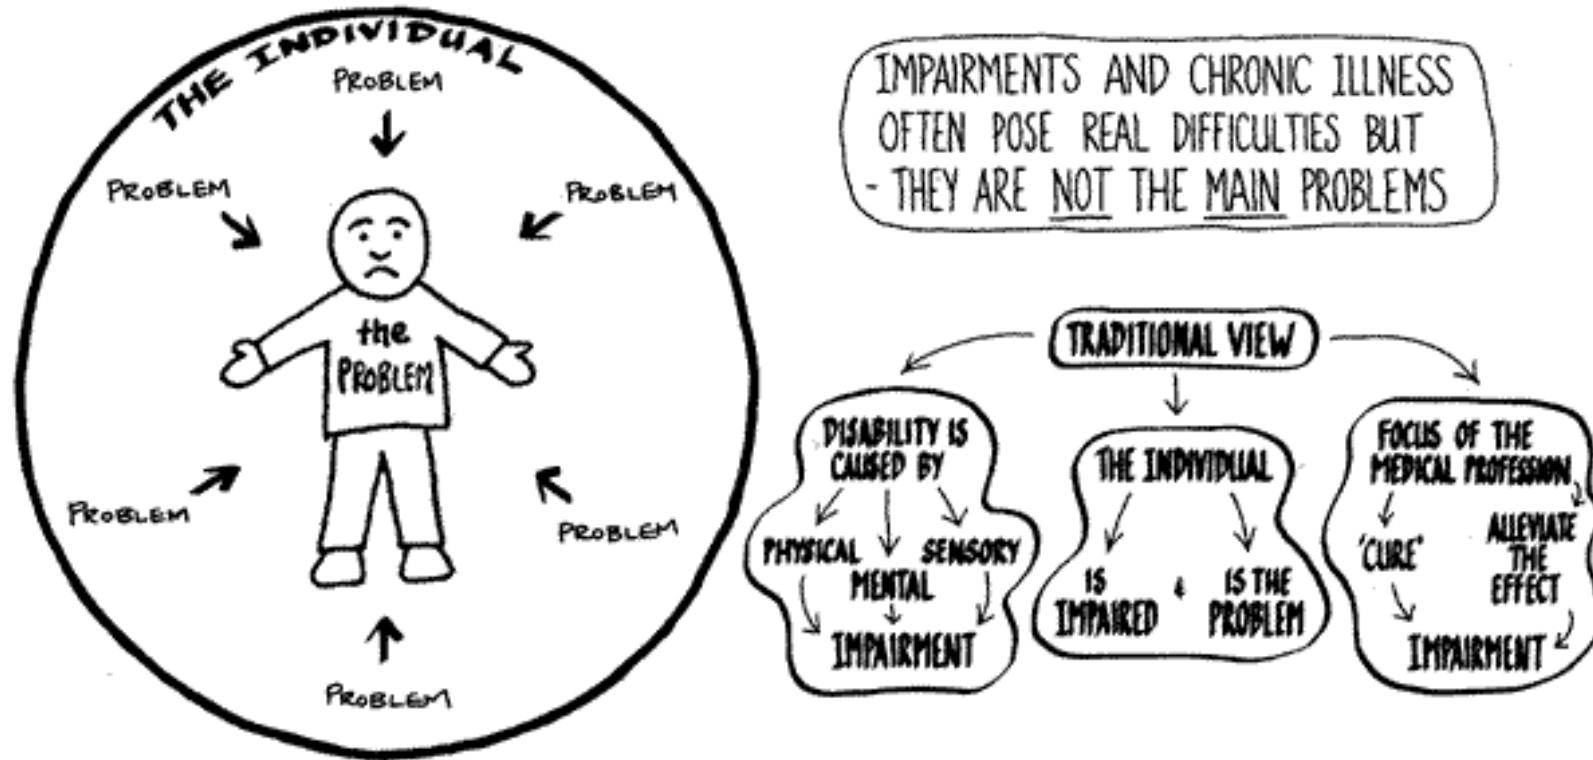 THE INDIVIDUAL
PROBLEM
PROBLEM
PROBLEM
the
PROBLEM
PROBLEM
PROBLEM
PROBLEM
IMPAIRMENTS AND CHRONIC ILLNESS
OFTEN POSE REAL DIFFICULTIES BUT
- THEY ARE NOT THE MAIN PROBLEMS
TRADITIONAL VIEW
DISABILITY IS
CAUSED BY
PHYSICAL
SENSORY
MENTAL
IMPAIRMENT
THE INDIVIDUAL
IS
IMPAIRED
&
IS THE
PROBLEM
FOCUS OF THE
MEDICAL PROFESSION
'CURE'
ALLEVIATE
THE
EFFECT
IMPAIRMENT